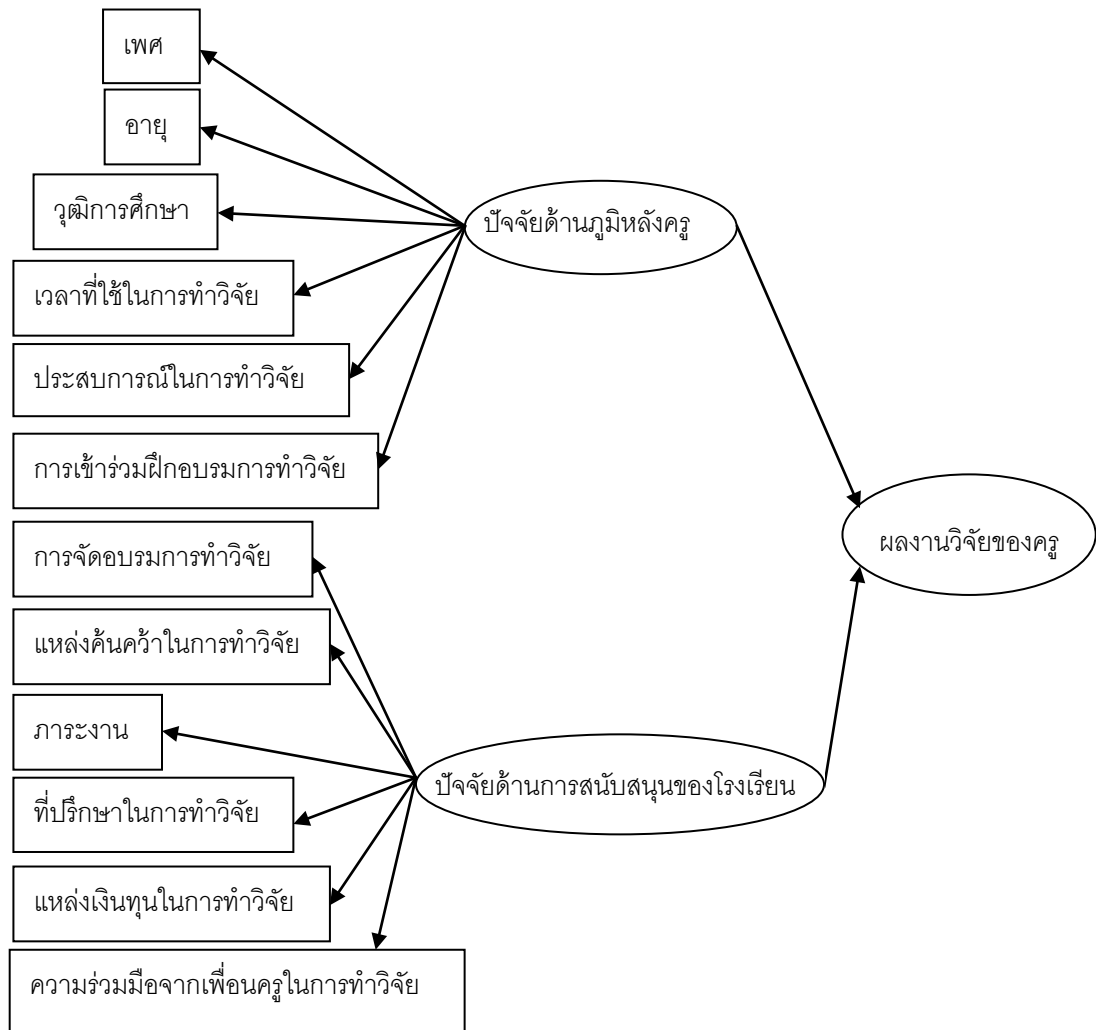 เพศ
อายุ
วุฒิการศึกษา
ปัจจัยด้านภูมิหลังครู
เวลาที่ใช้ในการทำวิจัย
ประสบการณ์ในการทำวิจัย
การเข้าร่วมฝึกอบรมการทำวิจัย
การจัดอบรมการทำวิจัย
ผลงานวิจัยของครู
แหล่งค้นคว้าในการทำวิจัย
ภาระงาน
ปัจจัยด้านการสนับสนุนของโรงเรียน
ที่ปรึกษาในการทำวิจัย
แหล่งเงินทุนในการทำวิจัย
ความร่วมมือจากเพื่อนครูในการทำวิจัย